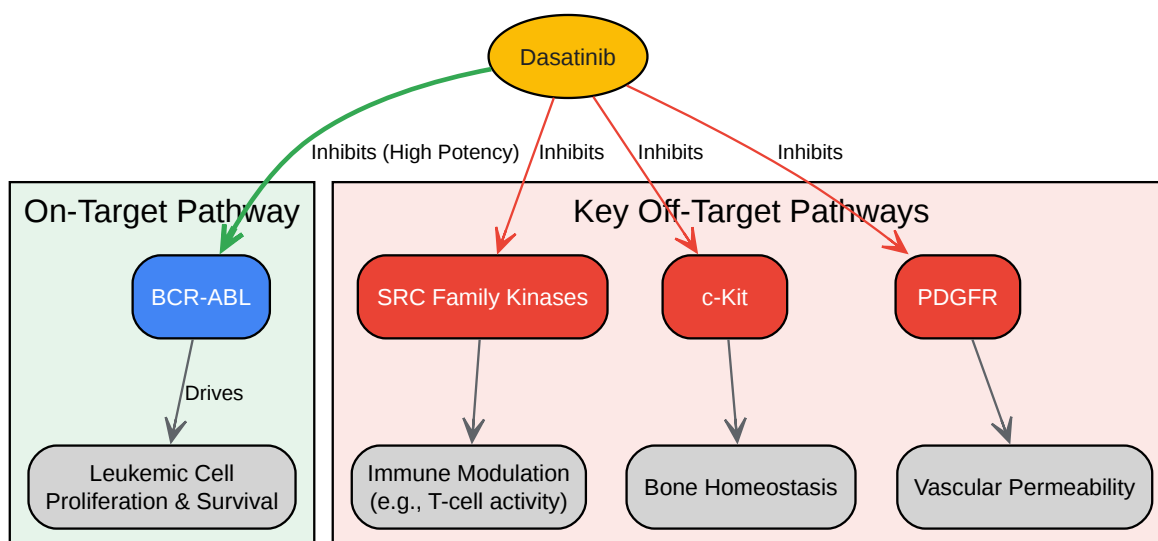 Dasatinib
Inhibits (High Potency)
Inhibits
Inhibits
Inhibits
On-Target Pathway
Key Off-Target Pathways
BCR-ABL
SRC Family Kinases
c-Kit
PDGFR
Drives
Leukemic Cell
Proliferation & Survival
Immune Modulation
(e.g., T-cell activity)
Bone Homeostasis
Vascular Permeability